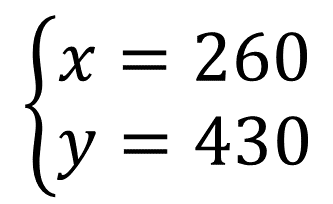 x = 260
y = 430